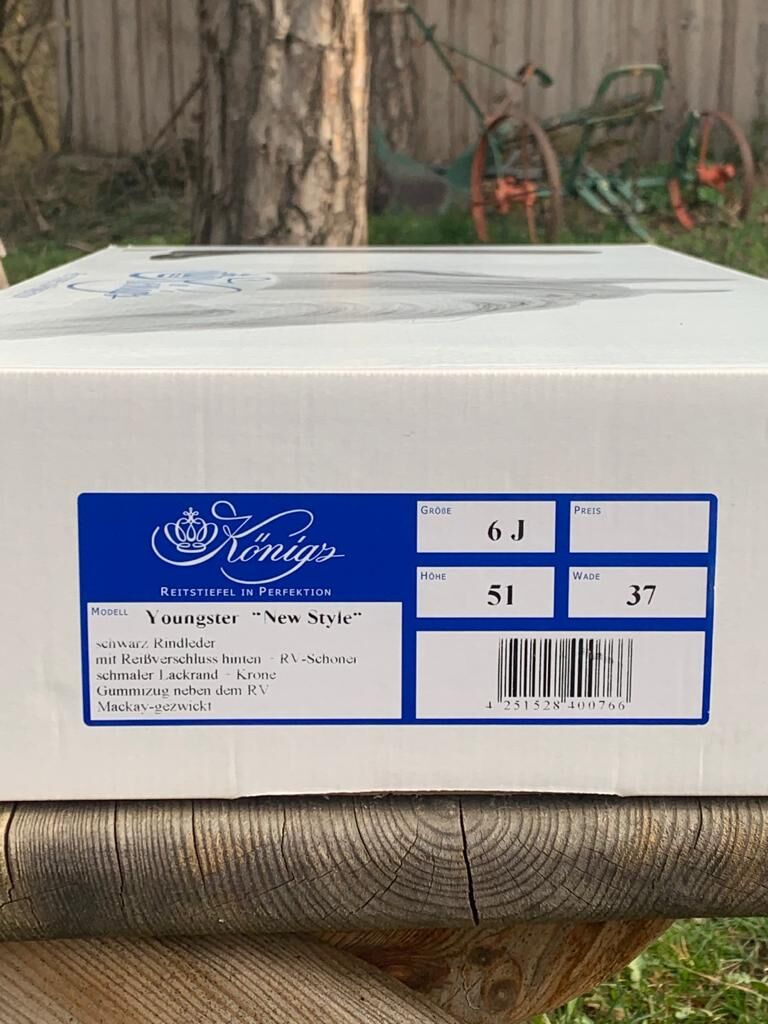 Königs
REITSTIEFEL IN PERFEKTION
MODELL Youngster "New Style"
schwarz Rindleder
mit Reißverschluss hinten - RV-Schoner
schmaler Lackrand - Krone
Gummizug neben dem RV
Mackay-gezwickt
GRÖßE 6 J
PREIS
HÖHE 51
WADE 37
4 251528 400766